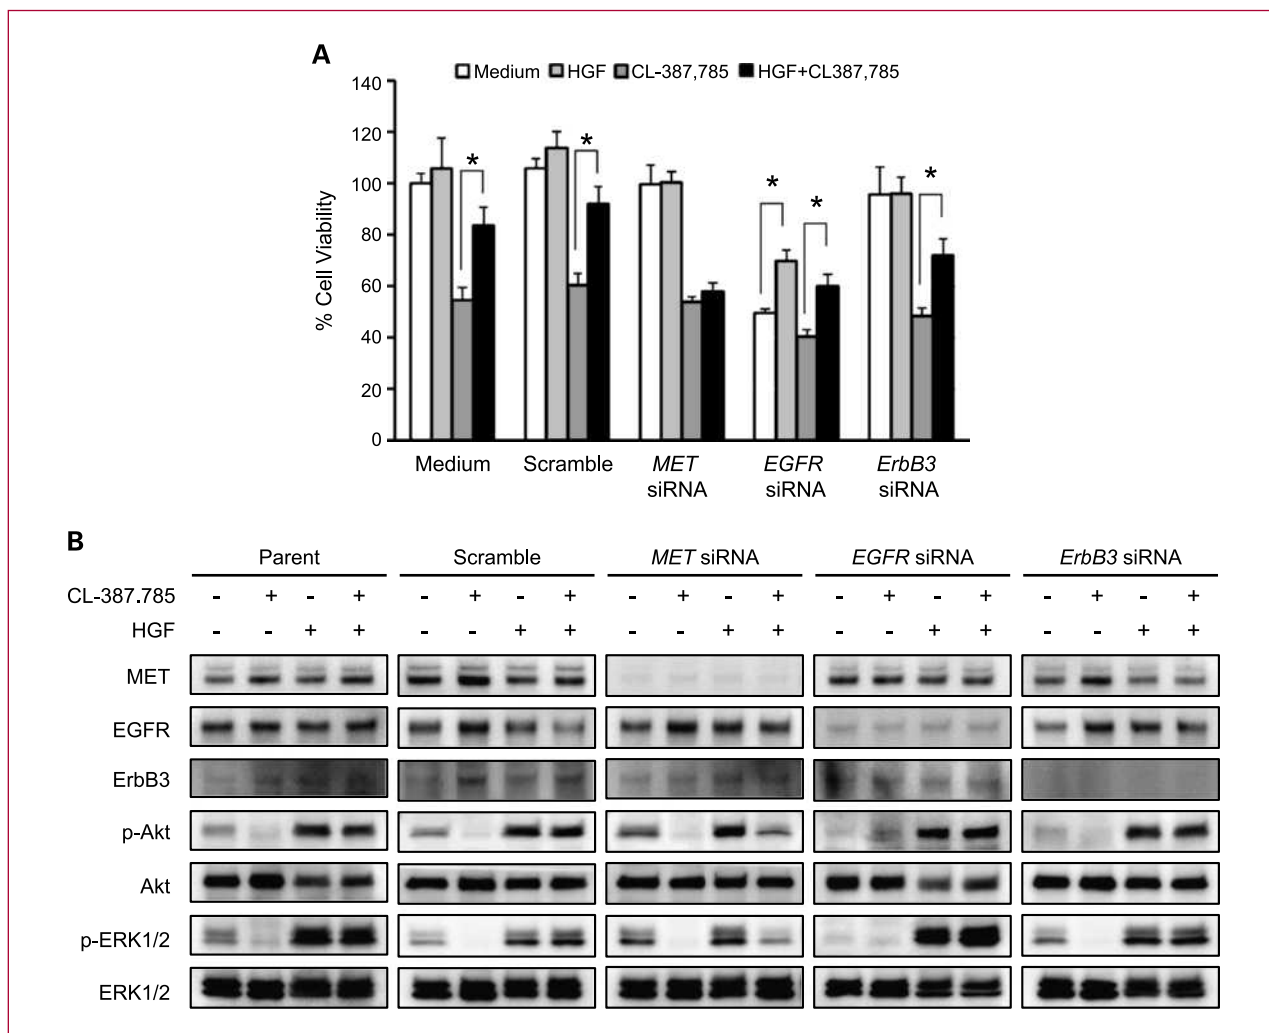 A
Medium HGF CL-387,785 HGF+CL387,785
140
120
100
80
60
40
20
0
% Cell Viability
* * * * *
Medium Scramble MET siRNA EGFR siRNA ErbB3 siRNA
B
Parent Scramble MET siRNA EGFR siRNA ErbB3 siRNA
CL-387.785 - + - + - + - + - + - + - + - + - + - +
HGF - - + + - - + + - - + + - - + + - - + +
MET
EGFR
ErbB3
p-Akt
Akt
p-ERK1/2
ERK1/2